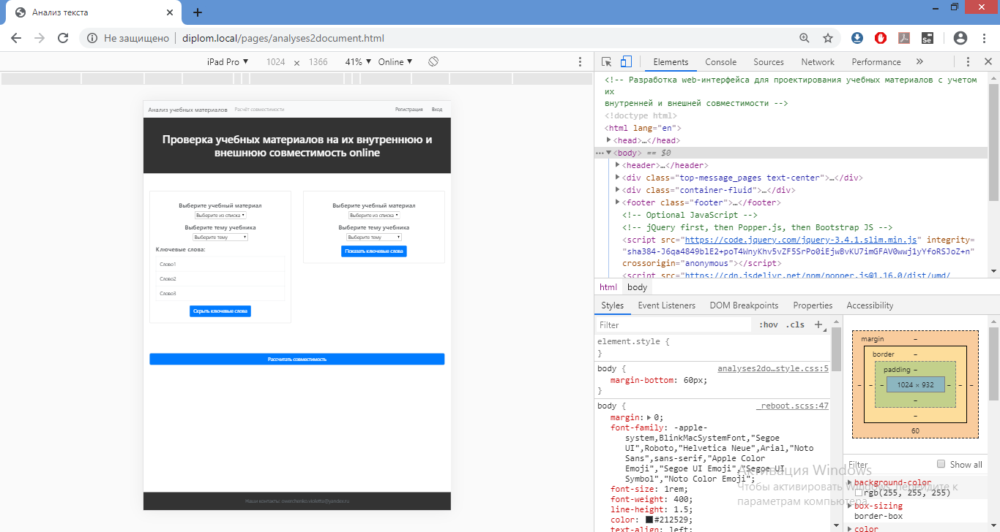 Анализ текста
Не защищено
diplom.local/pages/analyses2document.html
iPad Pro ▼ 1024 × 1366 41% ▼ Online ▼
Elements Console Sources Network Performance »
Анализ учебных материалов Расчёт совместимости Регистрация Вход
Проверка учебных материалов на их внутреннюю и
внешнюю совместимость online
Выберите учебный материал
Выберите из списка
Выберите тему учебника
Выберите тему
Ключевые слова:
Слово1
Слово2
Слово3
Скрыть ключевые слова
Выберите учебный материал
Выберите из списка
Выберите тему учебника
Выберите тему
Показать ключевые слова
Рассчитать совместимость
<!-- Разработка web-интерфейса для проектирования учебных материалов с учетом
их
внутренней и внешней совместимости -->
<!doctype html>
<html lang="en">
<head>…</head>
<body> == $0
<header>…</header>
<div class="top-message_pages text-center">…</div>
<div class="container-fluid">…</div>
<footer class="footer">…</footer>
<!-- Optional JavaScript -->
<!-- jQuery first, then Popper.js, then Bootstrap JS -->
<script src="https://code.jquery.com/jquery-3.4.1.slim.min.js" integrity=
"sha384-J6qa4849blE2+poT4WnyKhv5vZF5SrPo0iEjwBvKU7imGFAV0wwj1yYfoRSJoZ+n"
crossorigin="anonymous"></script>
<script src="https://cdn.jsdelivr.net/npm/popper.js@1.16.0/dist/umd/
html body
Styles Event Listeners DOM Breakpoints Properties Accessibility
Filter :hov .cls +
element.style {
}
body { analyses2do…style.css:5
margin-bottom: 60px;
}
body { _reboot.scss:47
margin: 0;
font-family: -apple-
system,BlinkMacSystemFont,"Segoe
UI",Roboto,"Helvetica Neue",Arial,"Noto
Sans",sans-serif,"Apple Color
Emoji","Segoe UI Emoji","Segoe UI
Symbol","Noto Color Emoji";
font-size: 1rem;
font-weight: 400;
line-height: 1.5;
color: #212529;
text-align: left;
margin –
border –
padding –
1024 × 932
60
Filter Show all
background-color
rgb(255, 255, 255)
box-sizing
border-box
color
Активация Windows
Чтобы активировать Windows, перейдите к
параметрам компьютера.
Наши контакты: